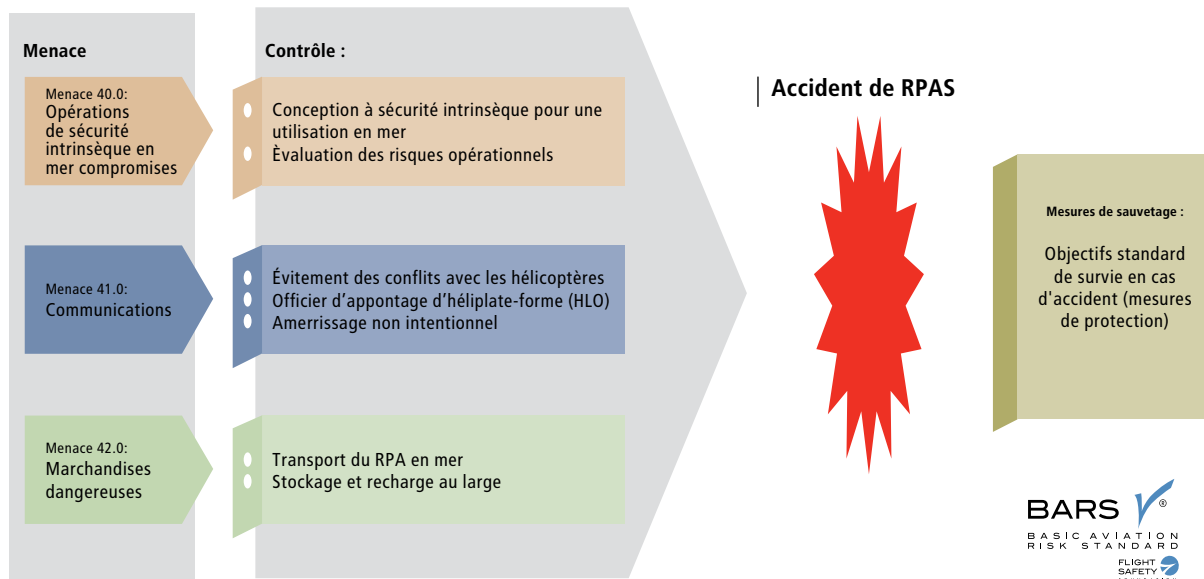 Menace
Contrôle :
Menace 40.0:
Opérations
de sécurité
intrinsèque en
mer compromises
Conception à sécurité intrinsèque pour une
utilisation en mer
Èvaluation des risques opérationnels
Menace 41.0:
Communications
Évitement des conflits avec les hélicoptères
Officier d’appontage d’héliplate-forme (HLO)
Amerrissage non intentionnel
Menace 42.0:
Marchandises
dangereuses
Transport du RPA en mer
Stockage et recharge au large
Accident de RPAS
Mesures de sauvetage :
Objectifs standard
de survie en cas
d'accident (mesures
de protection)
BARS ®
BASIC AVIATION
RISK STANDARD
FLIGHT
SAFETY